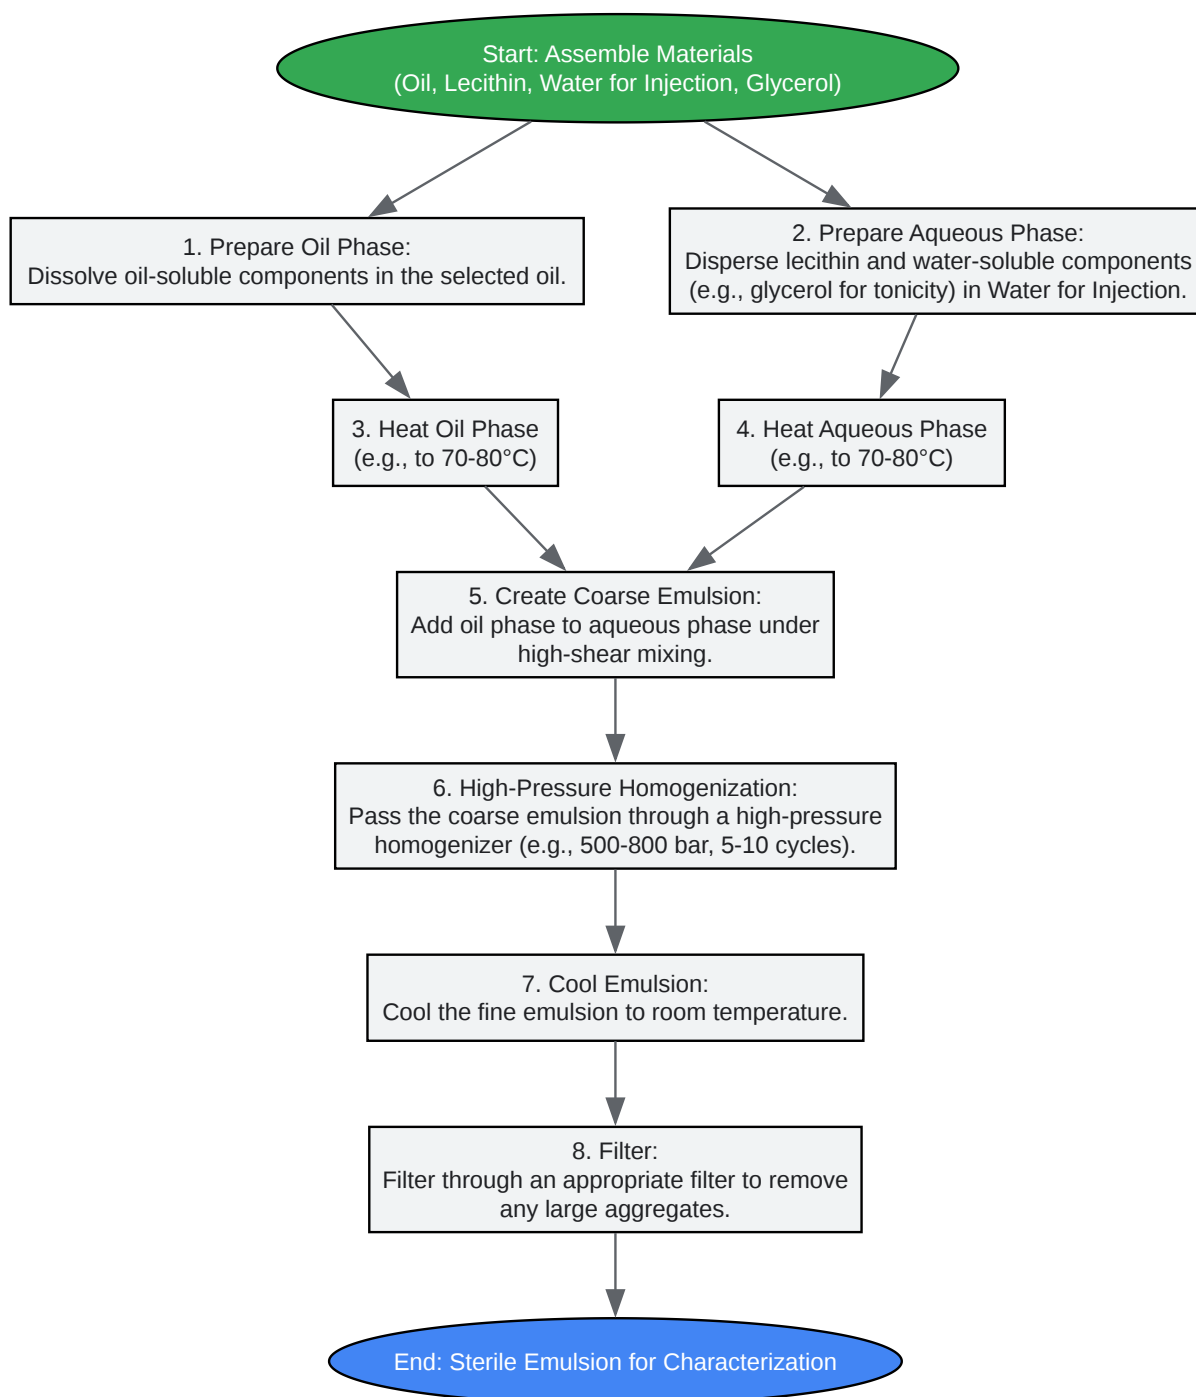 Start: Assemble Materials
(Oil, Lecithin, Water for Injection, Glycerol)
1. Prepare Oil Phase:
Dissolve oil-soluble components in the selected oil.
2. Prepare Aqueous Phase:
Disperse lecithin and water-soluble components
(e.g., glycerol for tonicity) in Water for Injection.
3. Heat Oil Phase
(e.g., to 70-80°C)
4. Heat Aqueous Phase
(e.g., to 70-80°C)
5. Create Coarse Emulsion:
Add oil phase to aqueous phase under
high-shear mixing.
6. High-Pressure Homogenization:
Pass the coarse emulsion through a high-pressure
homogenizer (e.g., 500-800 bar, 5-10 cycles).
7. Cool Emulsion:
Cool the fine emulsion to room temperature.
8. Filter:
Filter through an appropriate filter to remove
any large aggregates.
End: Sterile Emulsion for Characterization